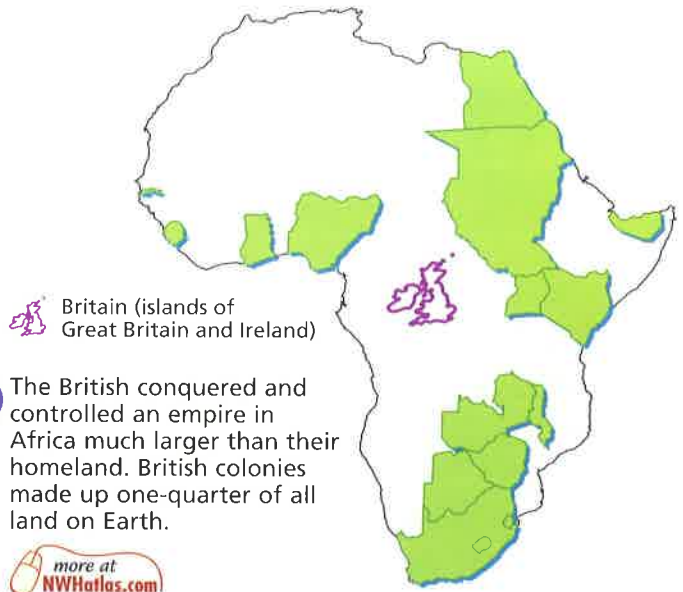 Britain (islands of
Great Britain and Ireland)
The British conquered and
controlled an empire in
Africa much larger than their
homeland. British colonies
made up one-quarter of all
land on Earth.
more at
NWHatlas.com